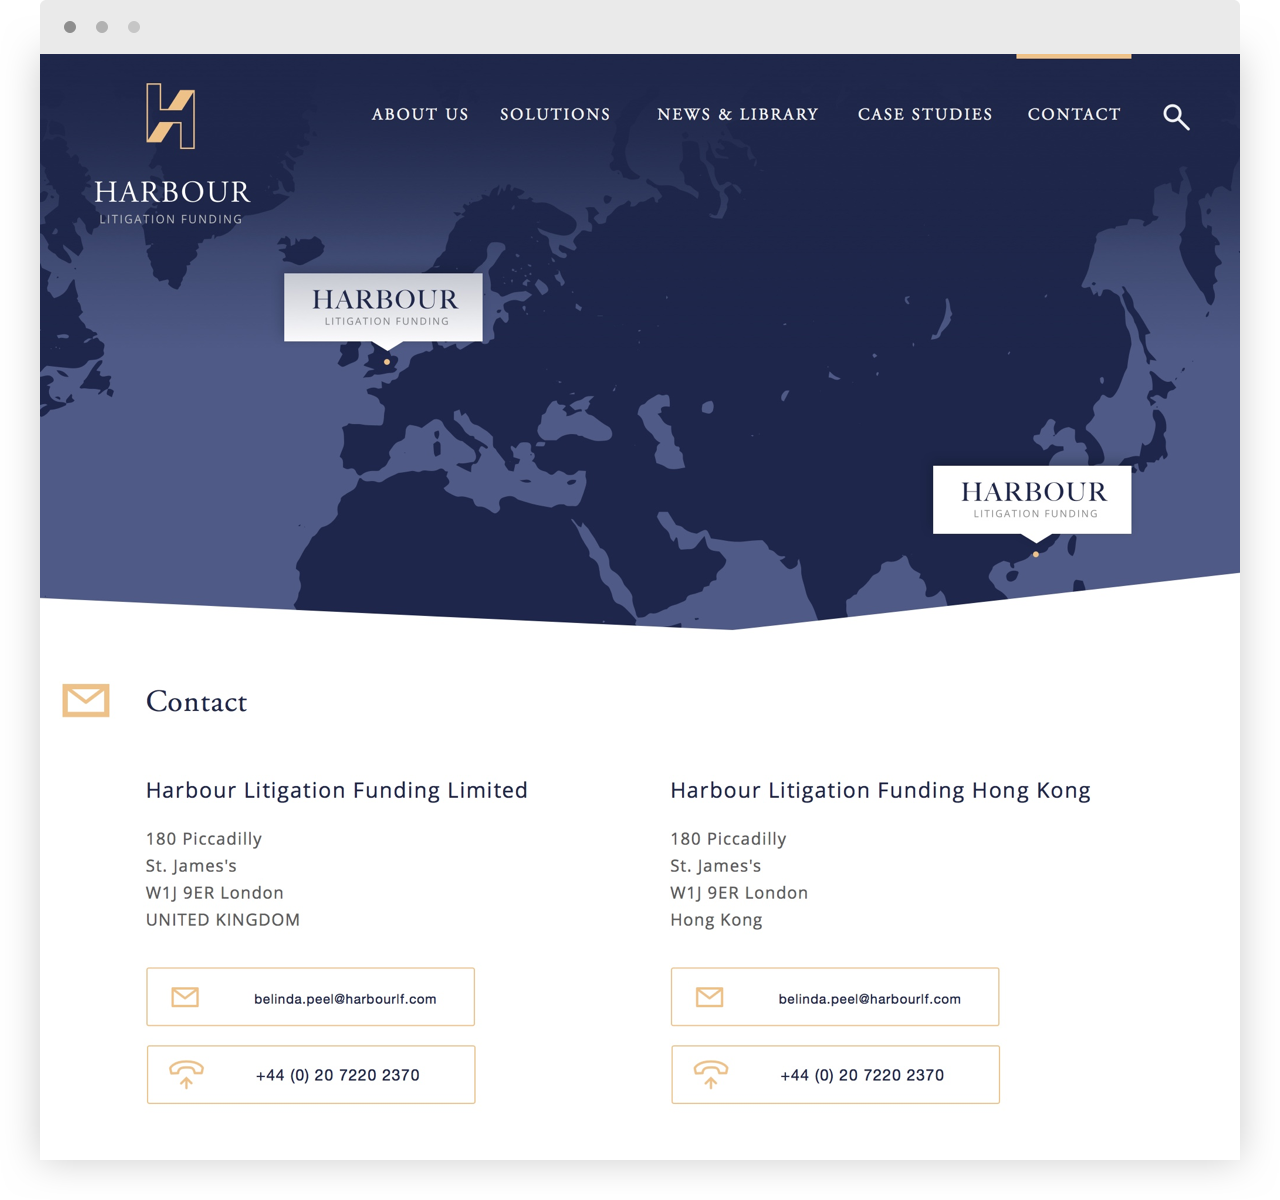 ABOUT US SOLUTIONS NEWS & LIBRARY CASE STUDIES CONTACT
HARBOUR
LITIGATION FUNDING
HARBOUR
LITIGATION FUNDING
HARBOUR
LITIGATION FUNDING
Contact
Harbour Litigation Funding Limited
180 Piccadilly
St. James's
W1J 9ER London
UNITED KINGDOM
belinda.peel@harbourlf.com
+44 (0) 20 7220 2370
Harbour Litigation Funding Hong Kong
180 Piccadilly
St. James's
W1J 9ER London
Hong Kong
belinda.peel@harbourlf.com
+44 (0) 20 7220 2370